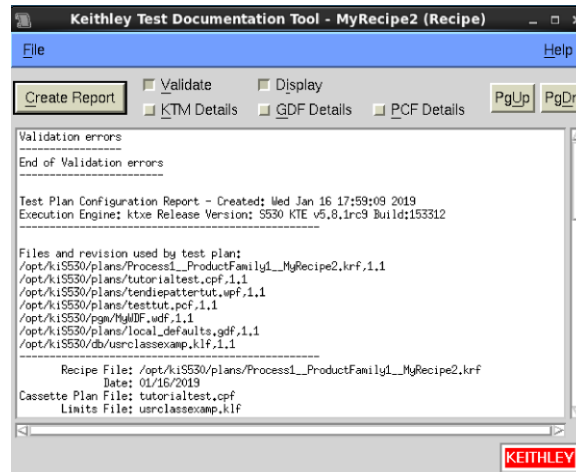 Keithley Test Documentation Tool - MyRecipe2 (Recipe)
File Help
Create Report Validate Display PgUp
KTM Details GDF Details PCF Details
Validation errors
-----------------
End of Validation errors
------------------------
Test Plan Configuration Report - Created: Wed Jan 16 17:59:09 2019
Execution Engine: ktxe Release Version: S530 KTE v5.8.1rc9 Build:153312
--------------------------------------------------
Files and revision used by test plan:
/opt/kiS530/plans/Process1__ProductFamily1__MyRecipe2.krf,1.1
/opt/kiS530/plans/tutorialtest.cpf,1.1
/opt/kiS530/plans/tendiepattertut.wpf,1.1
/opt/kiS530/plans/testtut.pcf,1.1
/opt/kiS530/pgm/MyWDF.wdf,1.1
/opt/kiS530/plans/local_defaults.gdf,1.1
/opt/kiS530/db/usrclassexamp.klf,1.1
--------------------------------------------------
Recipe File: /opt/kiS530/plans/Process1__ProductFamily1__MyRecipe2.krf
Date: 01/16/2019
Cassette Plan File: tutorialtest.cpf
Limits File: usrclassexamp.klf
KEITHLEY